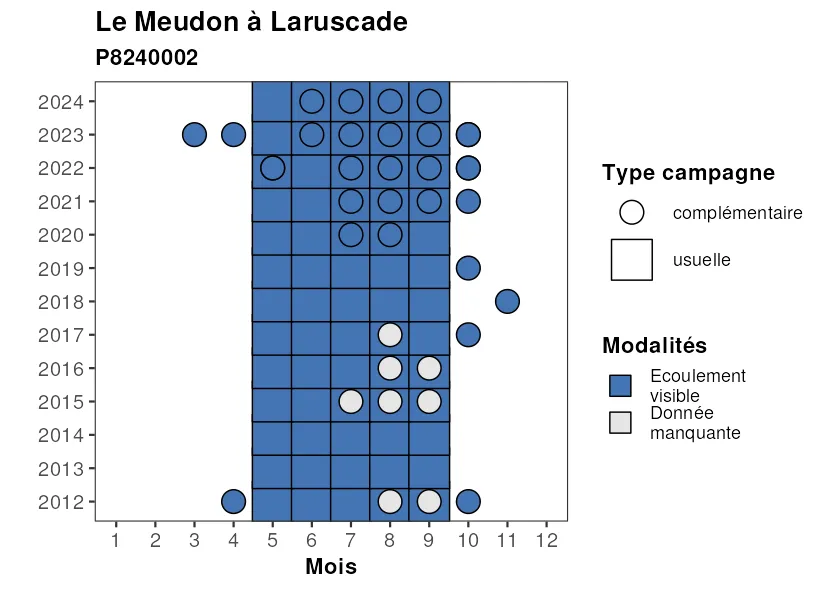 Le Meudon à Laruscade
P8240002
2024
2023
2022
2021
2020
2019
2018
2017
2016
2015
2014
2013
2012
1 2 3 4 5 6 7 8 9 10 11 12
Mois
Type campagne
complémentaire
usuelle
Modalités
Ecoulement
visible
Donnée
manquante